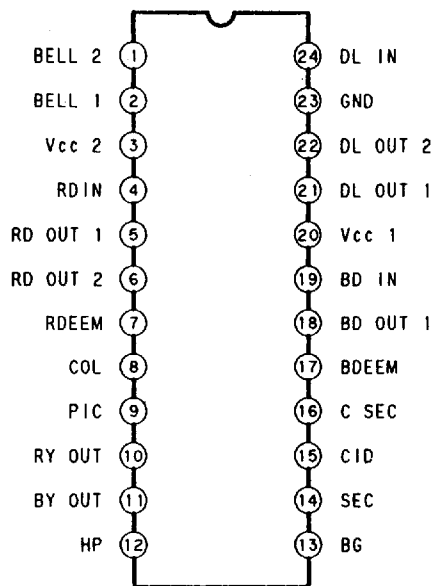 BELL 2 1 24 DL IN
BELL 1 2 23 GND
Vcc 2 3 22 DL OUT 2
RDIN 4 21 DL OUT 1
RD OUT 1 5 20 Vcc 1
RD OUT 2 6 19 BD IN
RDEEM 7 18 BD OUT 1
COL 8 17 BDEEM
PIC 9 16 C SEC
RY OUT 10 15 CID
BY OUT 11 14 SEC
HP 12 13 BG